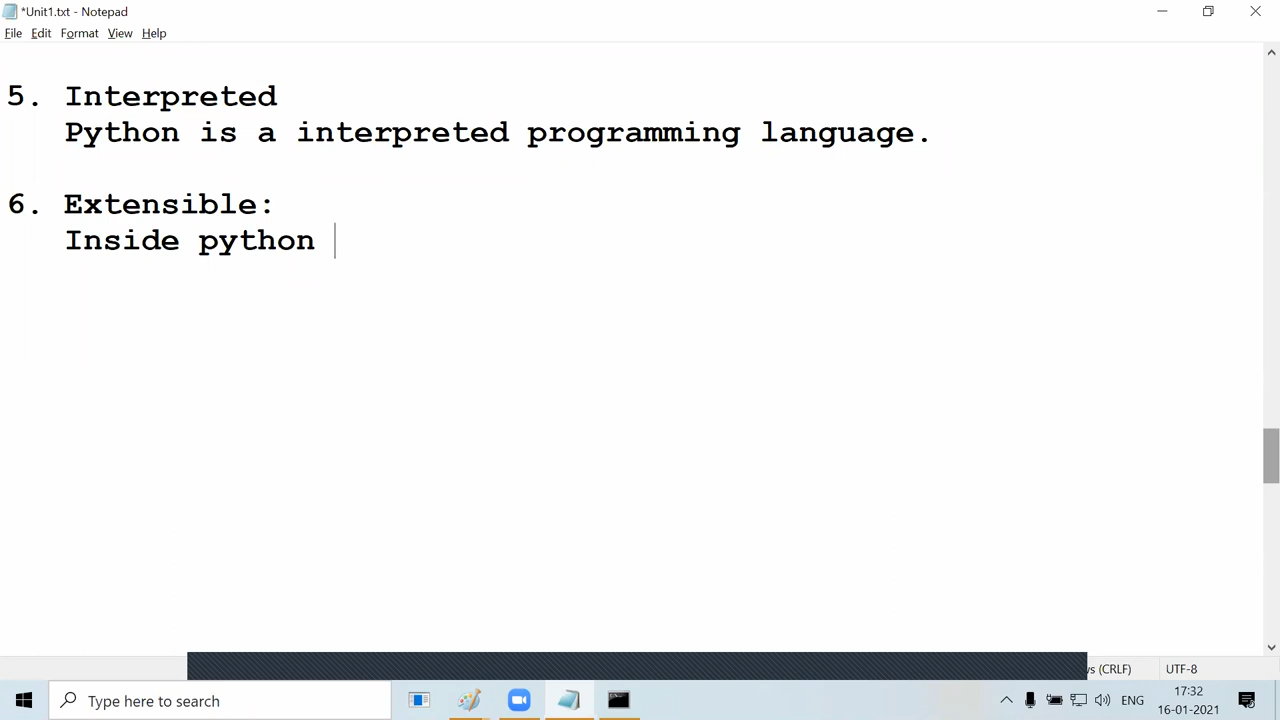 *Unit1.txt - Notepad
File Edit Format View Help
5. Interpreted
Python is a interpreted programming language.
6. Extensible:
Inside python
(CRLF) UTF-8
Type here to search
ENG
17:32
16-01-2021